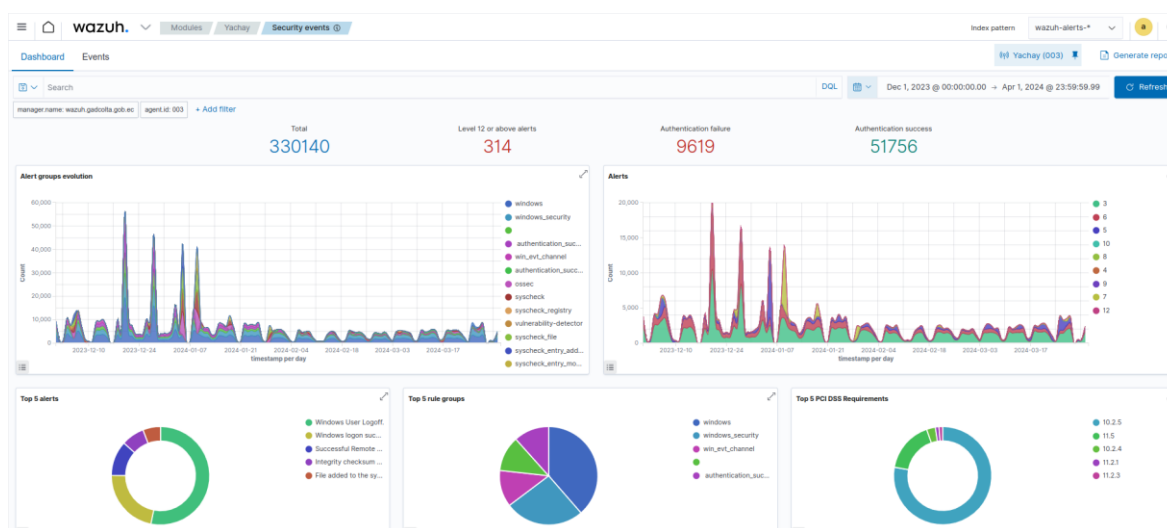 wazuh. Modules Yachay Security events Index pattern wazuh-alerts-* a
Dashboard Events Yachay (003) Generate repo
Search DQL Dec 1, 2023 @ 00:00:00.00 → Apr 1, 2024 @ 23:59:59.99 Refresh
manager.name: wazuh.gadcolta.gob.ec agent.id: 003 + Add filter
Total Level 12 or above alerts Authentication failure Authentication success
330140 314 9619 51756
Alert groups evolution
60,000
50,000
40,000
30,000
20,000
10,000
0
Count
2023-12-10 2023-12-24 2024-01-07 2024-01-21 2024-02-04 2024-02-18 2024-03-03 2024-03-17
timestamp per day
windows
windows_security
authentication_suc...
win_evt_channel
authentication_succ...
ossec
syscheck
syscheck_registry
vulnerability-detector
syscheck_file
syscheck_entry_add...
syscheck_entry_mo...
Alerts
20,000
15,000
10,000
5,000
0
Count
2023-12-10 2023-12-24 2024-01-07 2024-01-21 2024-02-04 2024-02-18 2024-03-03 2024-03-17
timestamp per day
3
6
5
10
8
4
9
7
12
Top 5 alerts
Windows User Logoff.
Windows logon suc...
Successful Remote ...
Integrity checksum ...
File added to the sy...
Top 5 rule groups
windows
windows_security
win_evt_channel
authentication_suc...
Top 5 PCI DSS Requirements
10.2.5
11.5
10.2.4
11.2.1
11.2.3